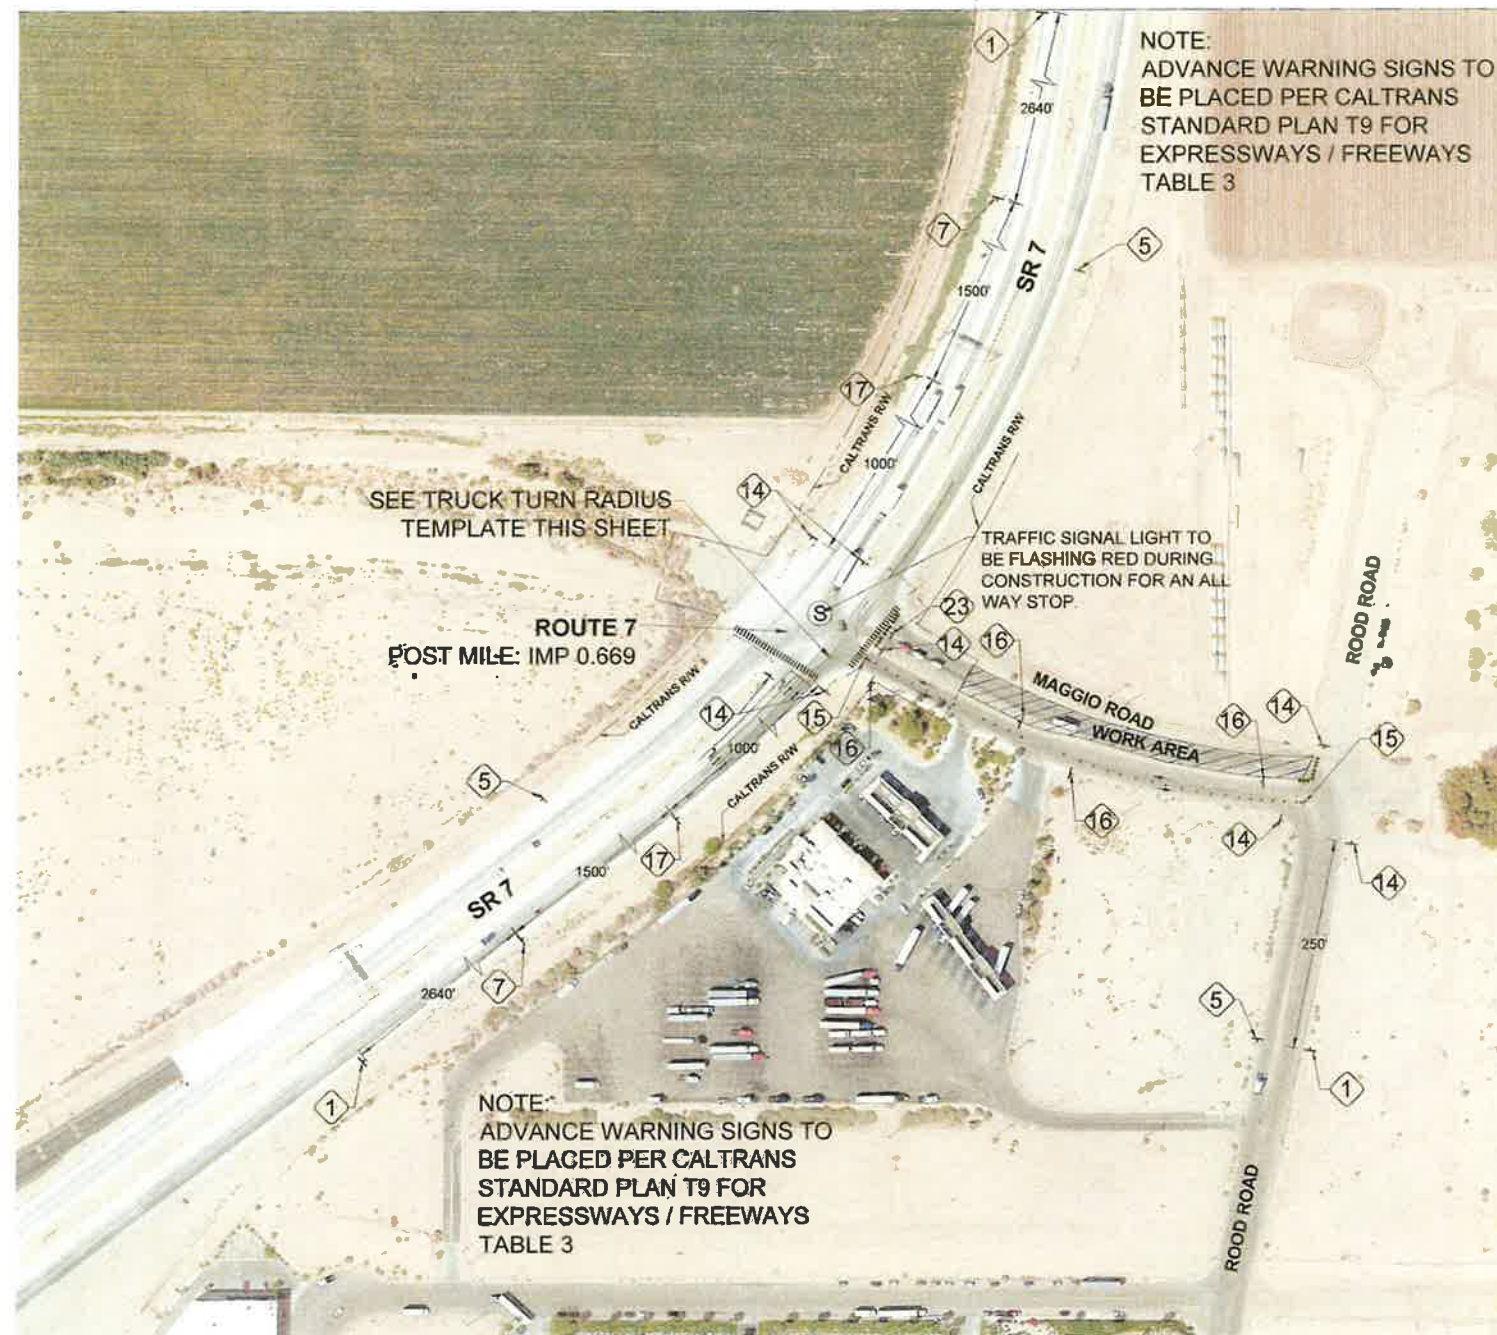 NOTE:
ADVANCE WARNING SIGNS TO
BE PLACED PER CALTRANS
STANDARD PLAN T9 FOR
EXPRESSWAYS / FREEWAYS
TABLE 3
1
2640'
7
5
SR 7
1500'
17
CALTRANS R/W
1000'
CALTRANS R/W
14
SEE TRUCK TURN RADIUS
TEMPLATE THIS SHEET
TRAFFIC SIGNAL LIGHT TO
BE FLASHING RED DURING
CONSTRUCTION FOR AN ALL
WAY STOP.
S
23
ROUTE 7
POST MILE: IMP 0.669
14
16
ROOD ROAD
MAGGIO ROAD
WORK AREA
CALTRANS R/W
14
15
16
1000'
CALTRANS R/W
16
14
15
5
16
14
17
1500'
14
SR 7
250'
7
2640'
5
1
1
NOTE:
ADVANCE WARNING SIGNS TO
BE PLACED PER CALTRANS
STANDARD PLAN T9 FOR
EXPRESSWAYS / FREEWAYS
TABLE 3
ROOD ROAD